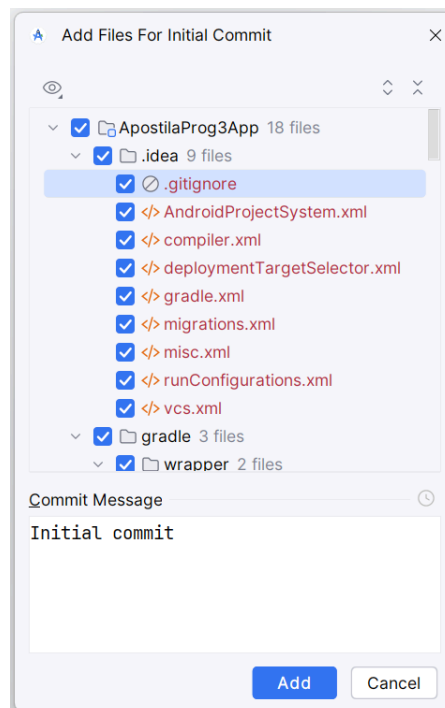 Add Files For Initial Commit
ApostilaProg3App 18 files
.idea 9 files
.gitignore
AndroidProjectSystem.xml
compiler.xml
deploymentTargetSelector.xml
gradle.xml
migrations.xml
misc.xml
runConfigurations.xml
vcs.xml
gradle 3 files
wrapper 2 files
Commit Message
Initial commit
Add Cancel